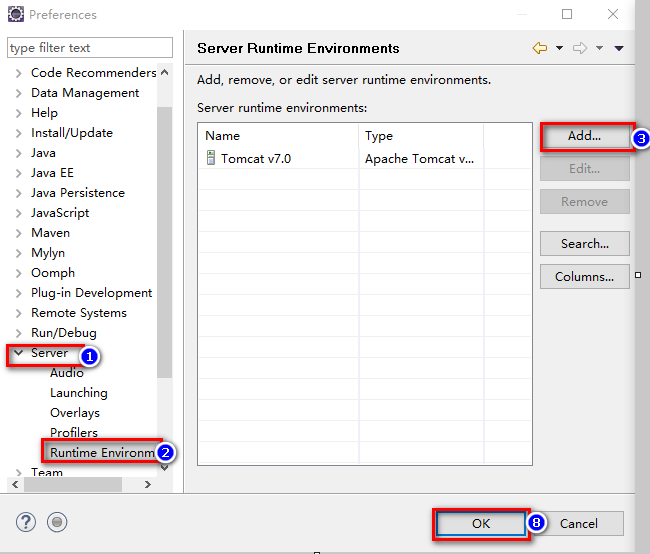 Preferences
type filter text
Code Recommenders
Data Management
Help
Install/Update
Java
Java EE
Java Persistence
JavaScript
Maven
Mylyn
Oomph
Plug-in Development
Remote Systems
Run/Debug
Server 1
Audio
Launching
Overlays
Profilers
Runtime Environm 2
Team
Server Runtime Environments
Add, remove, or edit server runtime environments.
Server runtime environments:
Name Type
Tomcat v7.0 Apache Tomcat v...
Add... 3
Edit...
Remove
Search...
Columns...
? OK 8 Cancel